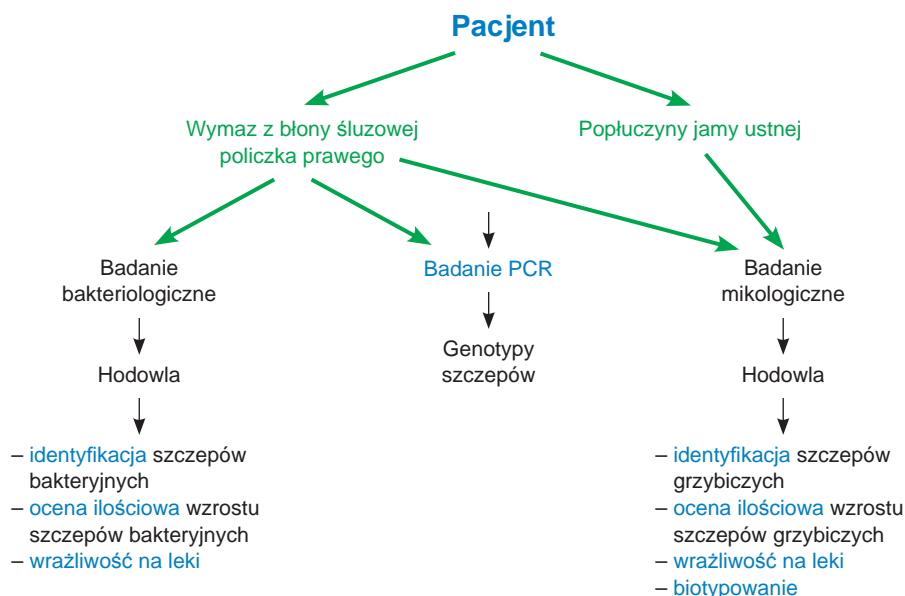 Pacjent
Wymaz z błony śluzowej
policzka prawego
Popłuczyny jamy ustnej
Badanie
bakteriologiczne
Badanie PCR
Badanie
mikologiczne
Hodowla
Genotypy
szczepów
Hodowla
– identyfikacja szczepów
bakteryjnych
– ocena ilościowa wzrostu
szczepów bakteryjnych
– wrażliwość na leki
– identyfikacja szczepów
grzybiczych
– ocena ilościowa wzrostu
szczepów grzybiczych
– wrażliwość na leki
– biotypowanie